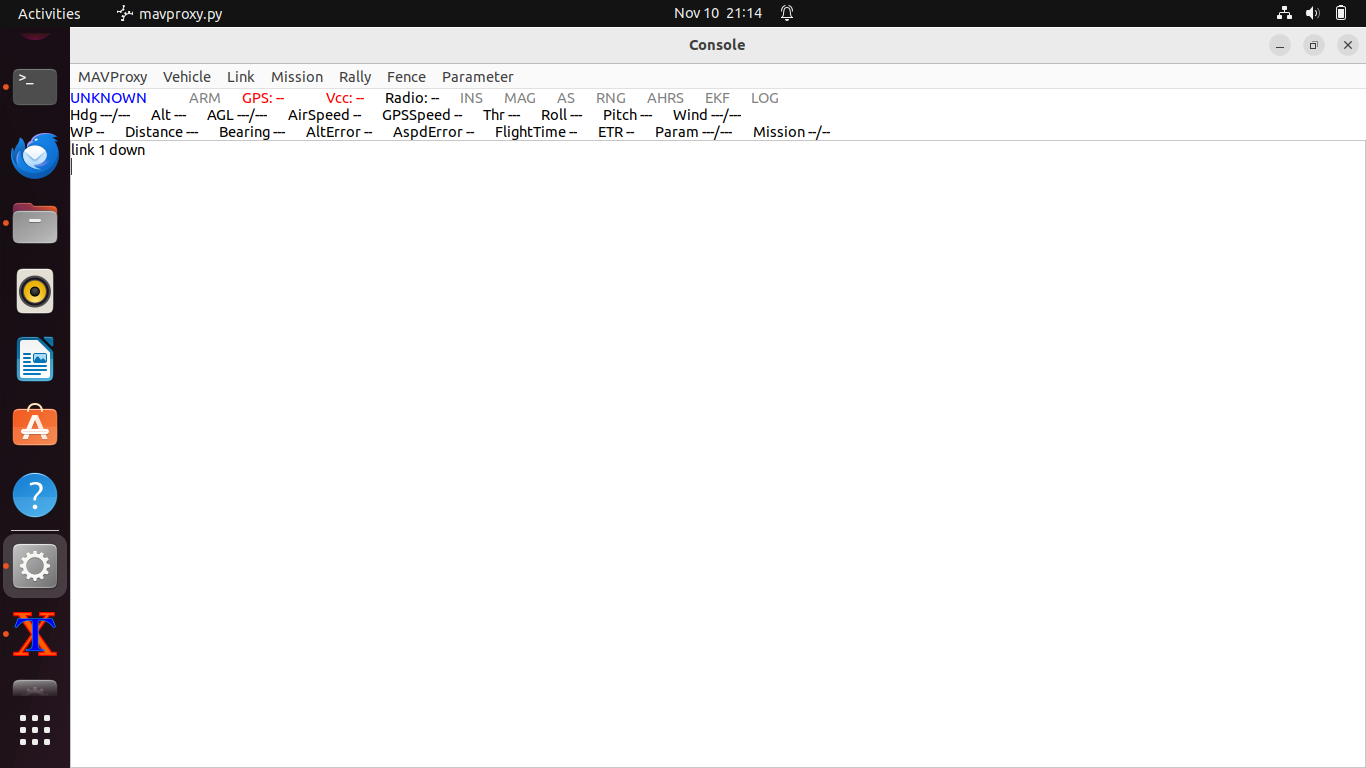 Activities mavproxy.py Nov 10 21:14
Console
MAVProxy Vehicle Link Mission Rally Fence Parameter
UNKNOWN ARM GPS: -- Vcc: -- Radio: -- INS MAG AS RNG AHRS EKF LOG
Hdg ---/--- Alt --- AGL ---/--- AirSpeed -- GPSSpeed -- Thr --- Roll --- Pitch --- Wind ---/---
WP -- Distance --- Bearing --- AltError -- AspdError -- FlightTime -- ETR -- Param ---/--- Mission --/--
link 1 down